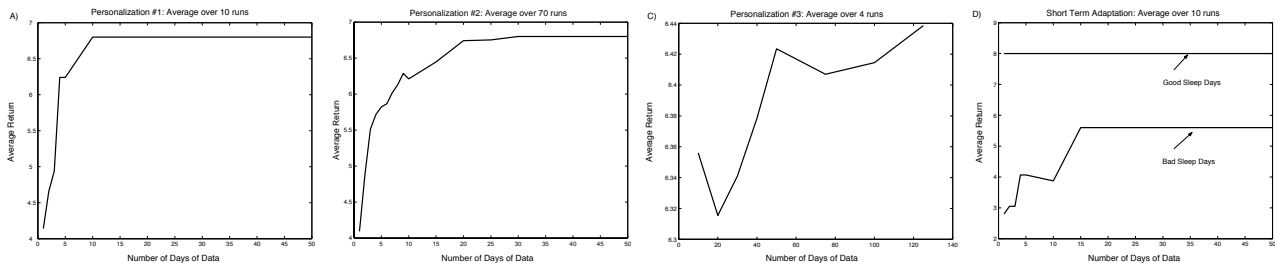 A)
Personalization #1: Average over 10 runs
7
6.5
6
5.5
5
4.5
4
Average Return
0 5 10 15 20 25 30 35 40 45 50
Number of Days of Data
Personalization #2: Average over 70 runs
7
6.5
6
5.5
5
4.5
4
Average Return
0 5 10 15 20 25 30 35 40 45 50
Number of Days of Data
C)
Personalization #3: Average over 4 runs
6.44
6.42
6.4
6.38
6.36
6.34
6.32
6.3
Average Return
0 20 40 60 80 100 120 140
Number of Days of Data
D)
Short Term Adaptation: Average over 10 runs
9
8
7
6
5
4
3
2
Average Return
Good Sleep Days
Bad Sleep Days
0 5 10 15 20 25 30 35 40 45 50
Number of Days of Data